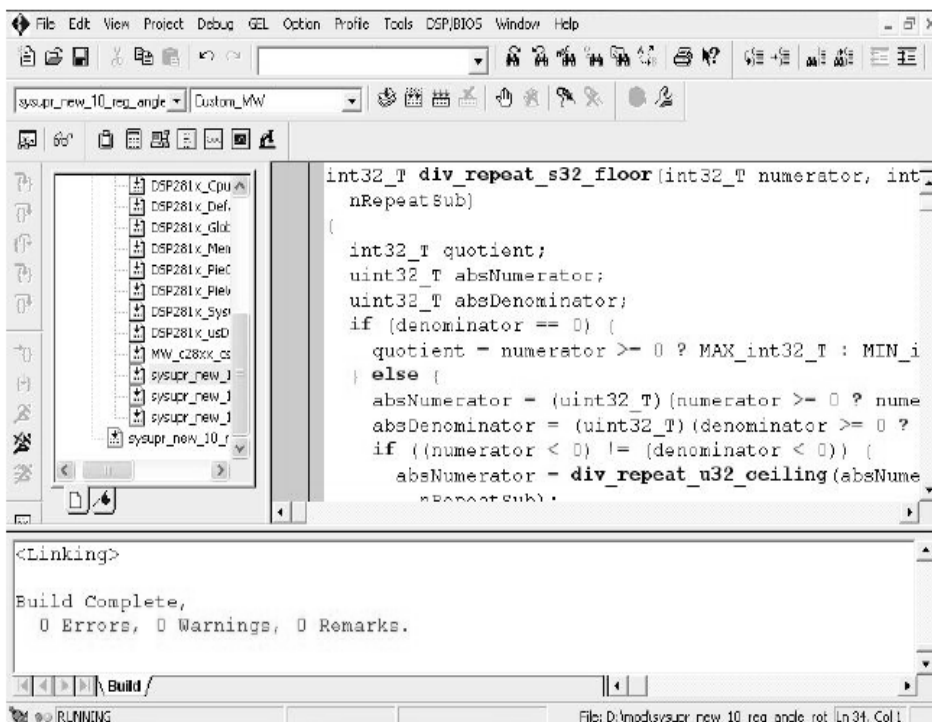 File Edit View Project Debug GEL Option Profile Tools DSP/BIOS Window Help
sysupr_new_10_reg_angle Custom_MW
DSP281x_Cpu
DSP281x_Def.
DSP281x_Glob
DSP281x_Mem
DSP281x_PieC
DSP281x_PieV
DSP281x_Sys
DSP281x_usD
MW_c28xx_cs
sysupr_new_1
sysupr_new_1
sysupr_new_1
sysupr_new_10_r
int32_T div_repeat_s32_floor(int32_T numerator, int
nRepeatSub)
{
int32_T quotient;
uint32_T absNumerator;
uint32_T absDenominator;
if (denominator == 0) {
quotient = numerator >= 0 ? MAX_int32_T : MIN_i
} else {
absNumerator = (uint32_T)(numerator >= 0 ? nume
absDenominator = (uint32_T)(denominator >= 0 ?
if ((numerator < 0) != (denominator < 0)) {
absNumerator = div_repeat_u32_ceiling(absNume
nRepeatSub);
<Linking>
Build Complete,
0 Errors, 0 Warnings, 0 Remarks.
Build
RUNNING File: D:\mod\sysupr_new_10_reg_angle_rot Ln 34, Col 1